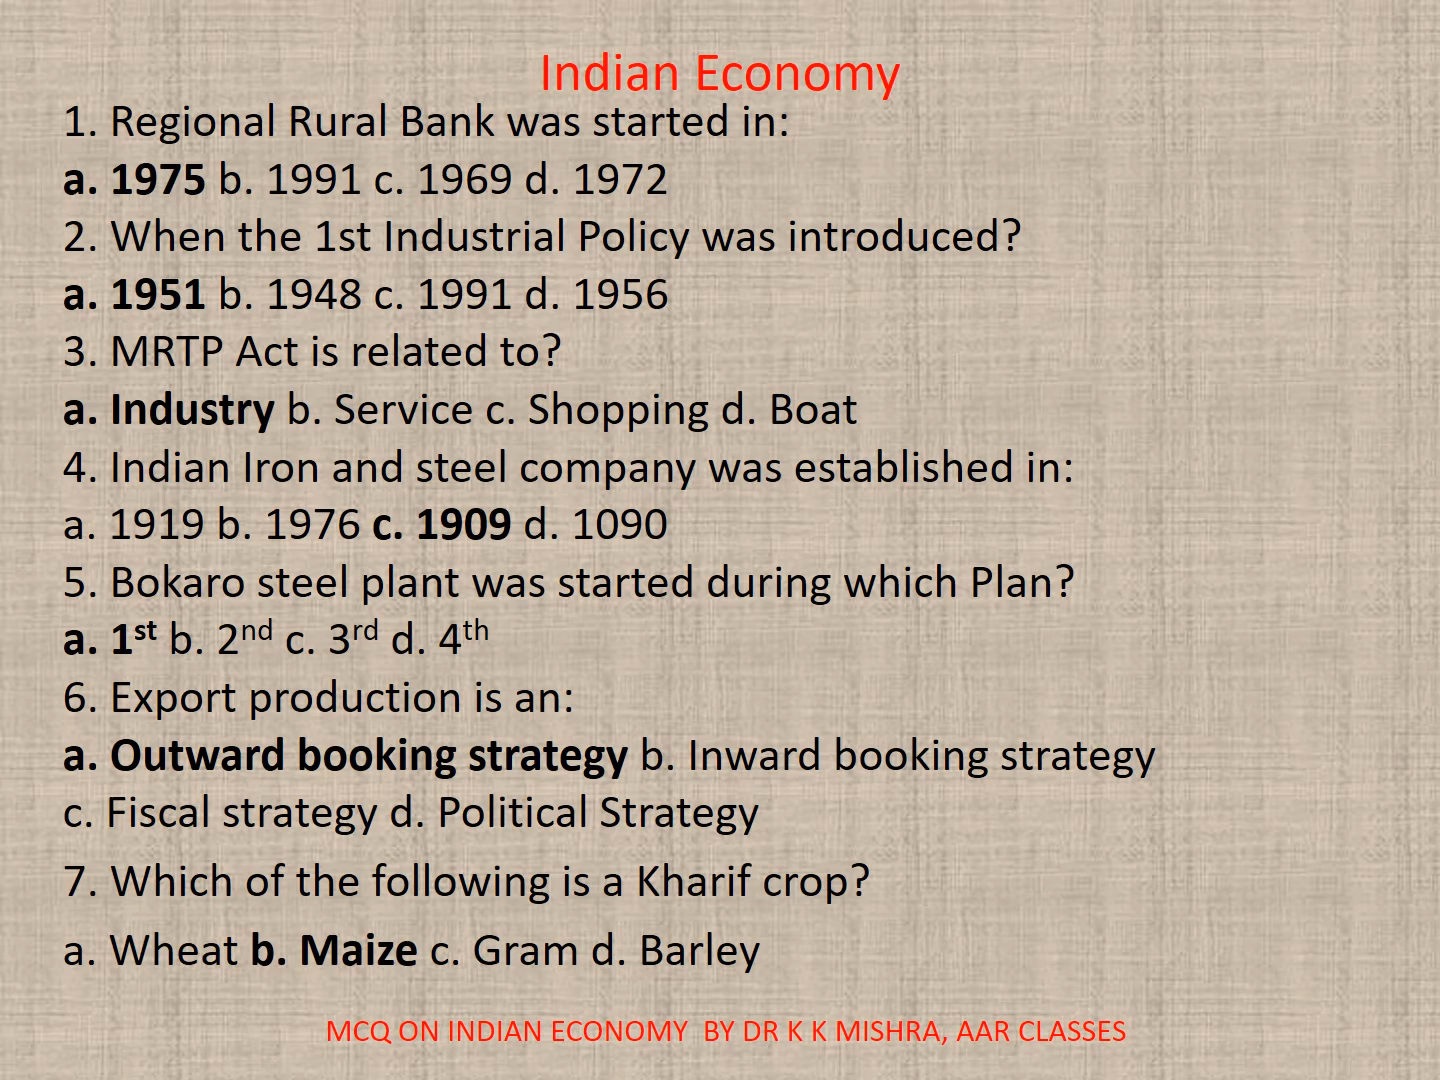 Indian Economy
1. Regional Rural Bank was started in:
a. 1975 b. 1991 c. 1969 d. 1972
2. When the 1st Industrial Policy was introduced?
a. 1951 b. 1948 c. 1991 d. 1956
3. MRTP Act is related to?
a. Industry b. Service c. Shopping d. Boat
4. Indian Iron and steel company was established in:
a. 1919 b. 1976 c. 1909 d. 1090
5. Bokaro steel plant was started during which Plan?
a. 1st b. 2nd c. 3rd d. 4th
6. Export production is an:
a. Outward booking strategy b. Inward booking strategy
c. Fiscal strategy d. Political Strategy
7. Which of the following is a Kharif crop?
a. Wheat b. Maize c. Gram d. Barley
MCQ ON INDIAN ECONOMY BY DR K K MISHRA, AAR CLASSES